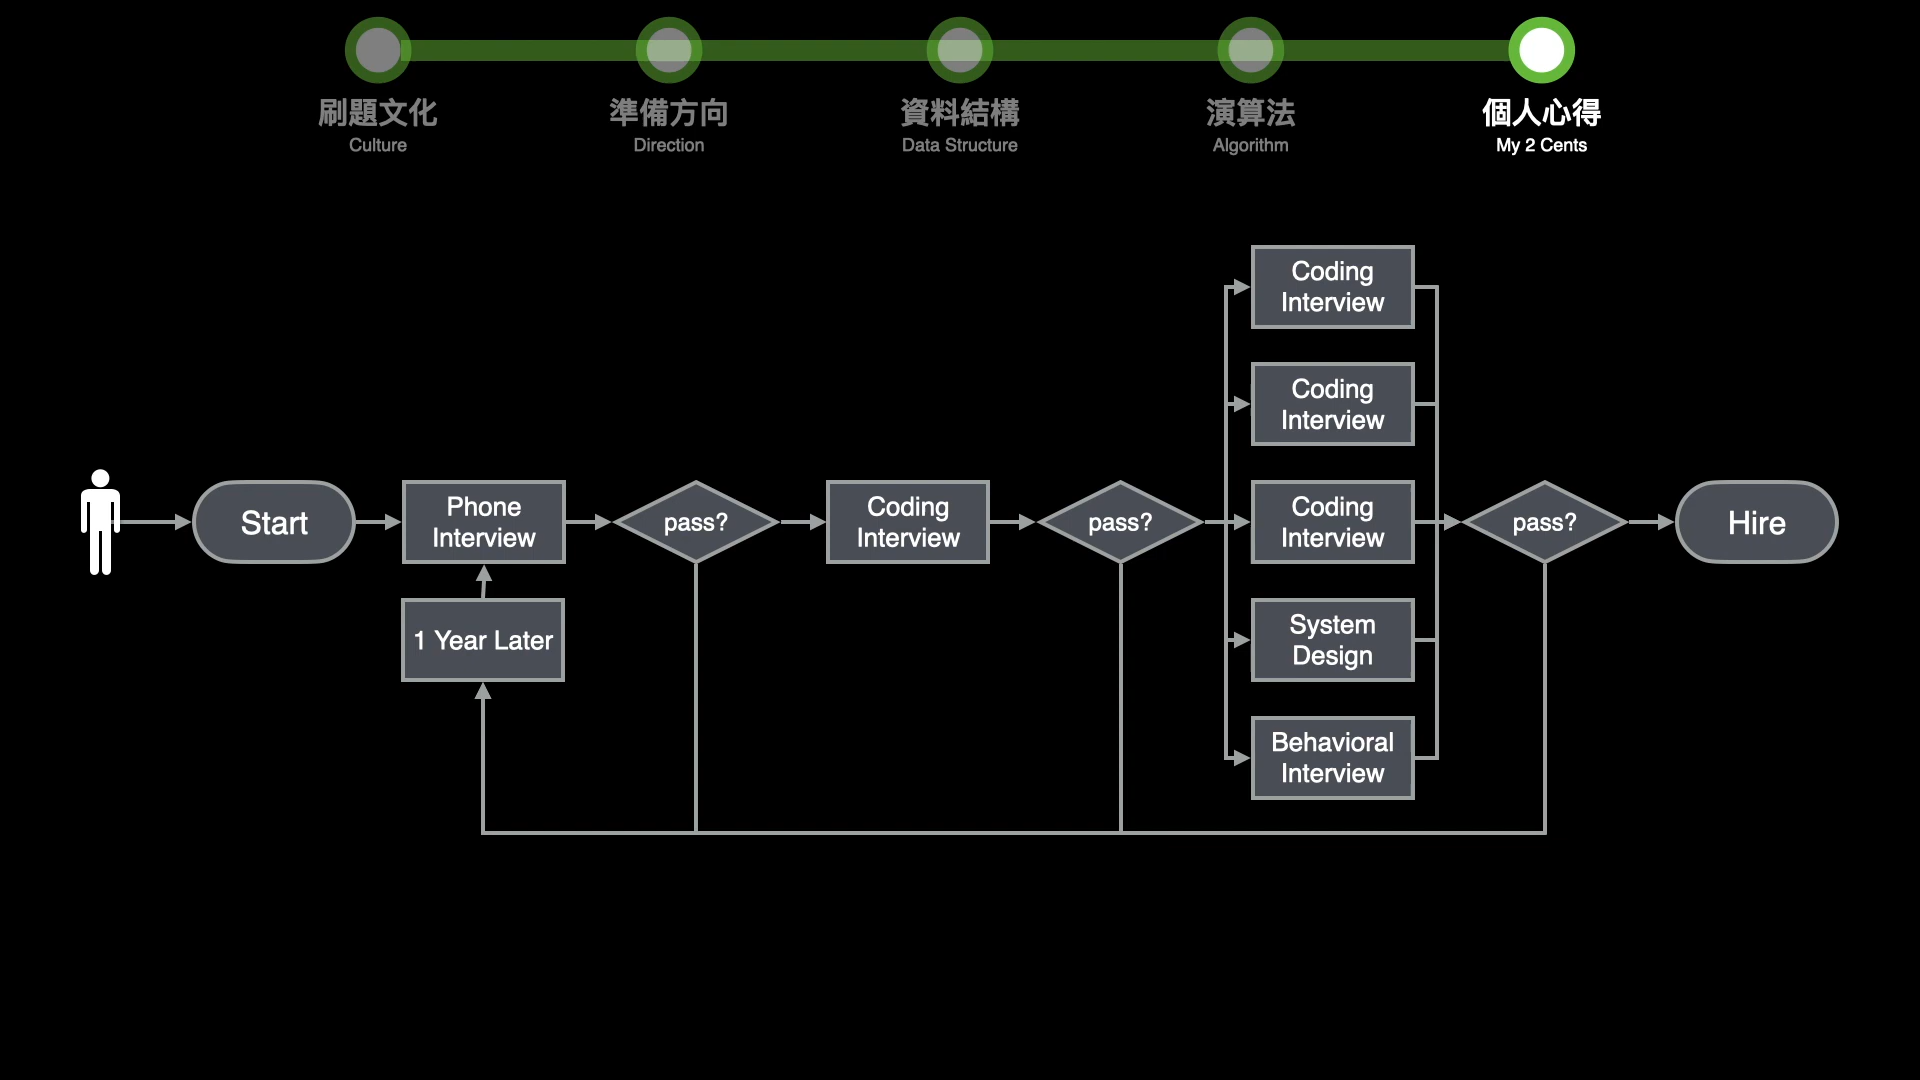 刷題文化
Culture
準備方向
Direction
資料結構
Data Structure
演算法
Algorithm
個人心得
My 2 Cents
Start
Phone
Interview
pass?
Coding
Interview
pass?
Coding
Interview
Coding
Interview
Coding
Interview
System
Design
Behavioral
Interview
pass?
Hire
1 Year Later